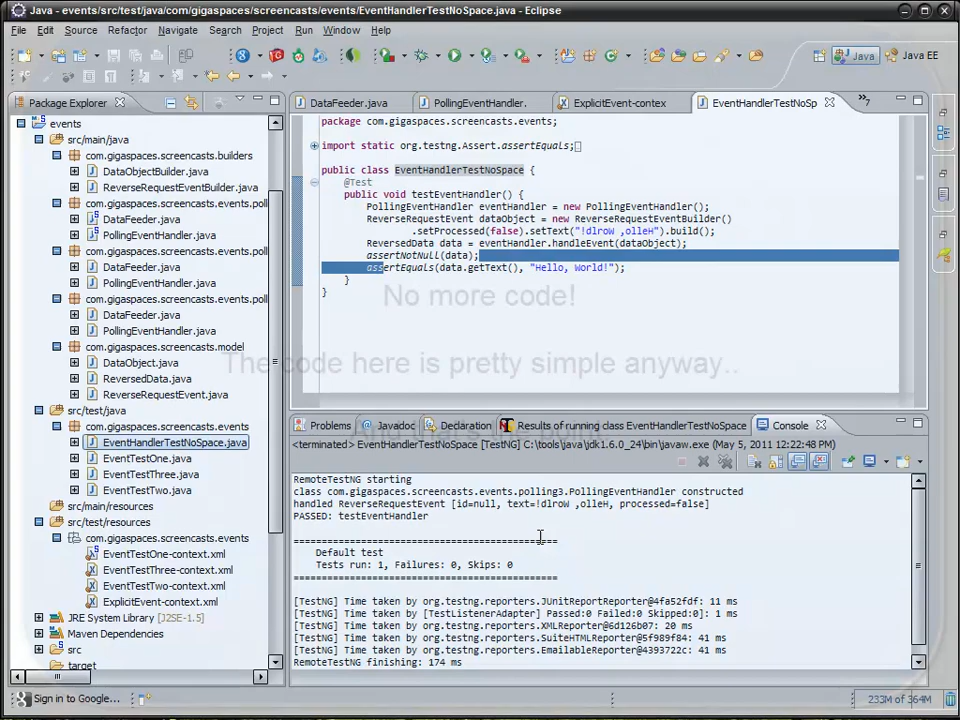 Java - events/src/test/java/com/gigaspaces/screencasts/events/EventHandlerTestNoSpace.java - Eclipse
File Edit Source Refactor Navigate Search Project Run Window Help
Java
Java EE
Package Explorer
events
src/main/java
com.gigaspaces.screencasts.builders
DataObjectBuilder.java
ReverseRequestEventBuilder.java
com.gigaspaces.screencasts.events.poll
DataFeeder.java
PollingEventHandler.java
com.gigaspaces.screencasts.events.poll
DataFeeder.java
PollingEventHandler.java
com.gigaspaces.screencasts.events.poll
DataFeeder.java
PollingEventHandler.java
com.gigaspaces.screencasts.model
DataObject.java
ReversedData.java
ReverseRequestEvent.java
src/test/java
com.gigaspaces.screencasts.events
EventHandlerTestNoSpace.java
EventTestOne.java
EventTestThree.java
EventTestTwo.java
src/main/resources
src/test/resources
com.gigaspaces.screencasts.events
EventTestOne-context.xml
EventTestThree-context.xml
EventTestTwo-context.xml
ExplicitEvent-context.xml
JRE System Library [J2SE-1.5]
Maven Dependencies
src
target
DataFeeder.java
PollingEventHandler.
ExplicitEvent-contex
EventHandlerTestNoSp
7
package com.gigaspaces.screencasts.events;
import static org.testng.Assert.assertEquals;
public class EventHandlerTestNoSpace {
@Test
public void testEventHandler() {
PollingEventHandler eventHandler = new PollingEventHandler();
ReverseRequestEvent dataObject = new ReverseRequestEventBuilder()
.setProcessed(false).setText("!dlroW ,olleH").build();
ReversedData data = eventHandler.handleEvent(dataObject);
assertNotNull(data);
assertEquals(data.getText(), "Hello, World!");
}
}
No more code!
The code here is pretty simple anyway..
And that's the point
Problems
Javadoc
Declaration
Results of running class EventHandlerTestNoSpace
Console
<terminated> EventHandlerTestNoSpace [TestNG] C:\tools\java\jdk1.6.0_24\bin\javaw.exe (May 5, 2011 12:22:48 PM)
RemoteTestNG starting
class com.gigaspaces.screencasts.events.polling3.PollingEventHandler constructed
handled ReverseRequestEvent [id=null, text=!dlroW ,olleH, processed=false]
PASSED: testEventHandler
===============================================
Default test
Tests run: 1, Failures: 0, Skips: 0
===============================================
[TestNG] Time taken by org.testng.reporters.JUnitReportReporter@4fa52fdf: 11 ms
[TestNG] Time taken by [TestListenerAdapter] Passed:0 Failed:0 Skipped:0]: 1 ms
[TestNG] Time taken by org.testng.reporters.XMLReporter@6d126b07: 20 ms
[TestNG] Time taken by org.testng.reporters.SuiteHTMLReporter@5f989f84: 41 ms
[TestNG] Time taken by org.testng.reporters.EmailableReporter@4393722c: 41 ms
RemoteTestNG finishing: 174 ms
Sign in to Google...
233M of 364M